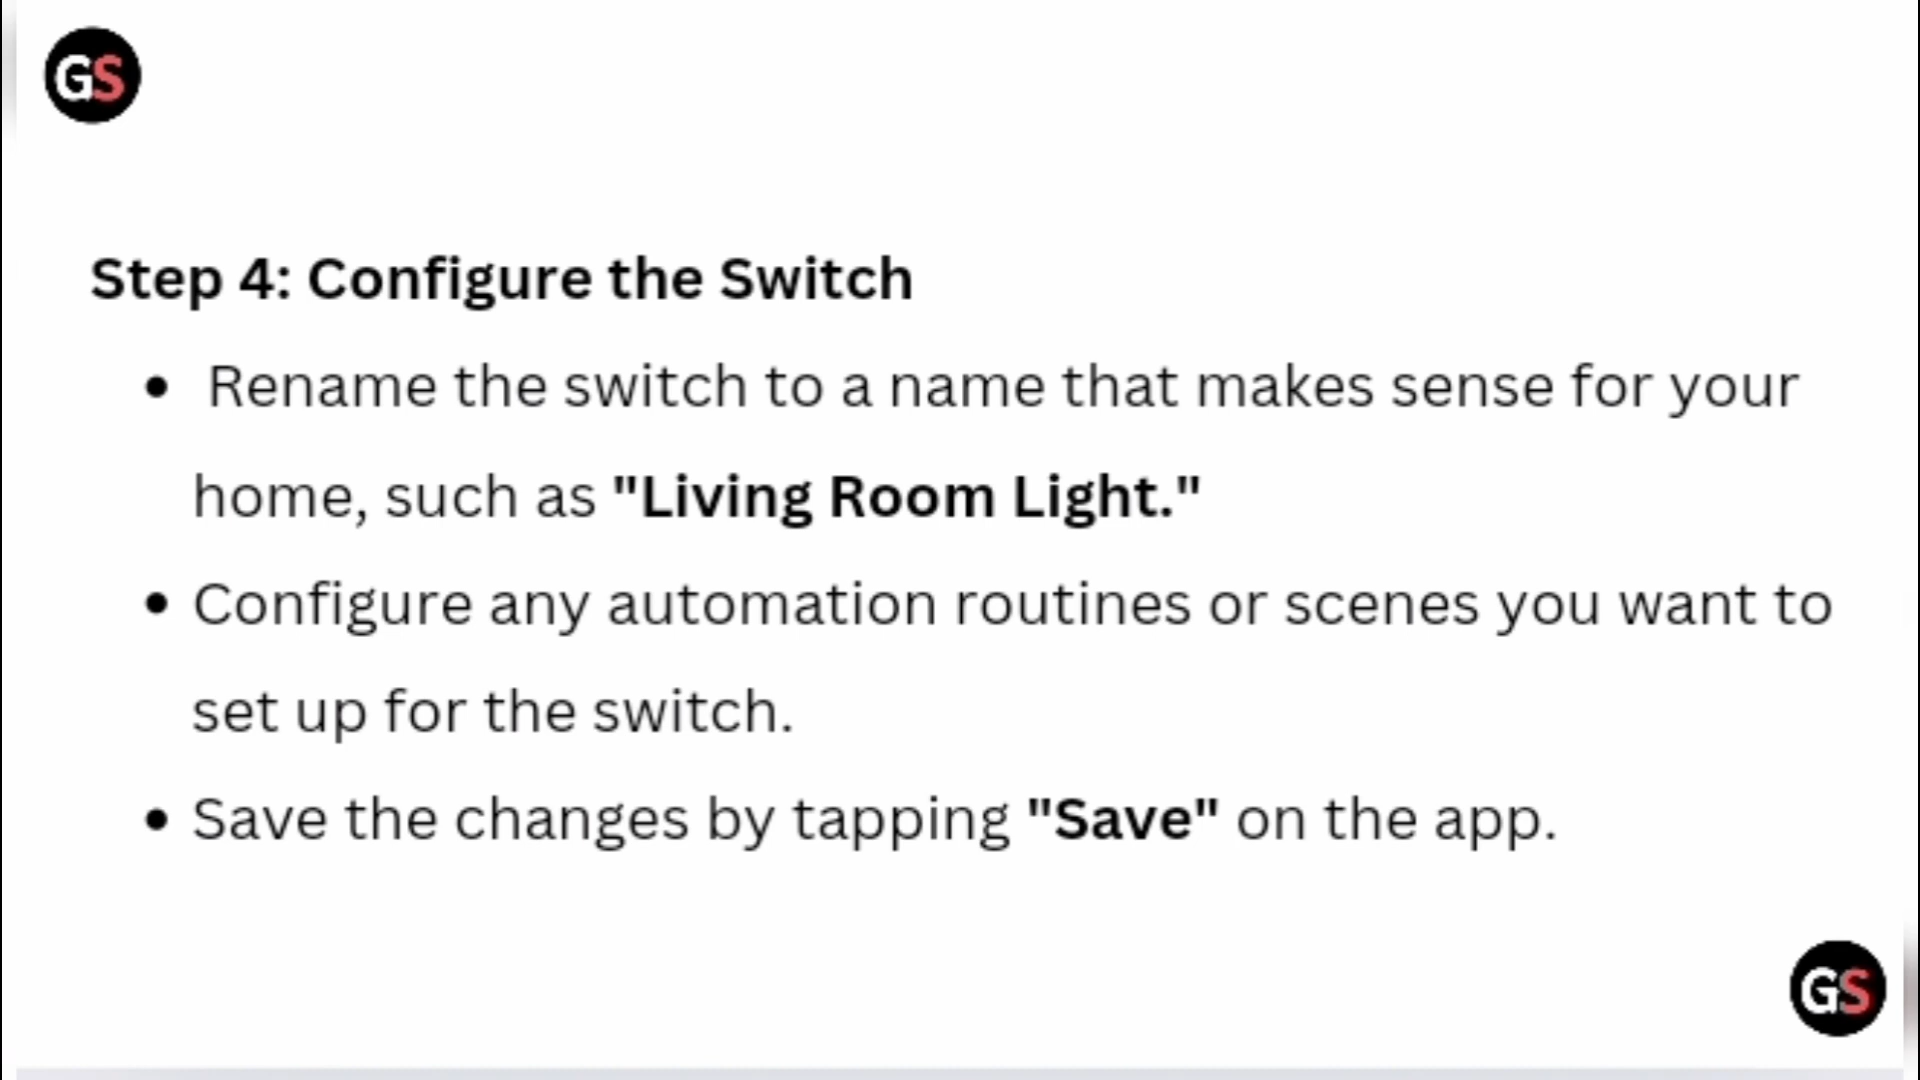 GS
Step 4: Configure the Switch
• Rename the switch to a name that makes sense for your
home, such as "Living Room Light."
• Configure any automation routines or scenes you want to
set up for the switch.
• Save the changes by tapping "Save" on the app.
GS